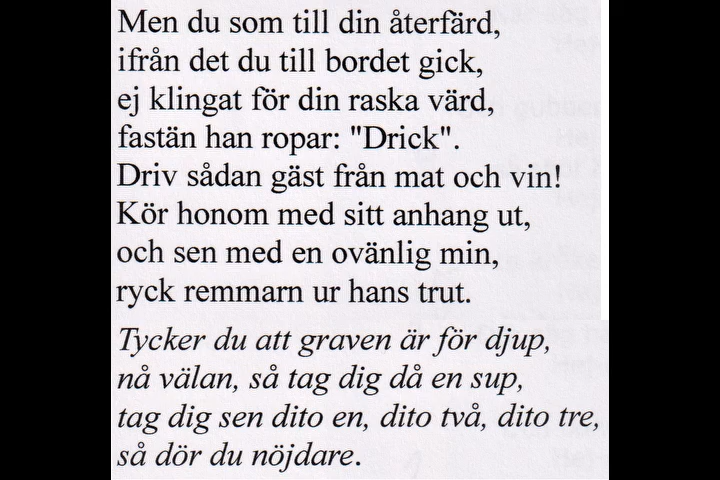 Men du som till din återfärd,
ifrån det du till bordet gick,
ej klingat för din raska värd,
fastän han ropar: "Drick".
Driv sådan gäst från mat och vin!
Kör honom med sitt anhang ut,
och sen med en ovänlig min,
ryck remmarn ur hans trut.
Tycker du att graven är för djup,
nå välan, så tag dig då en sup,
tag dig sen dito en, dito två, dito tre,
så dör du nöjdare.